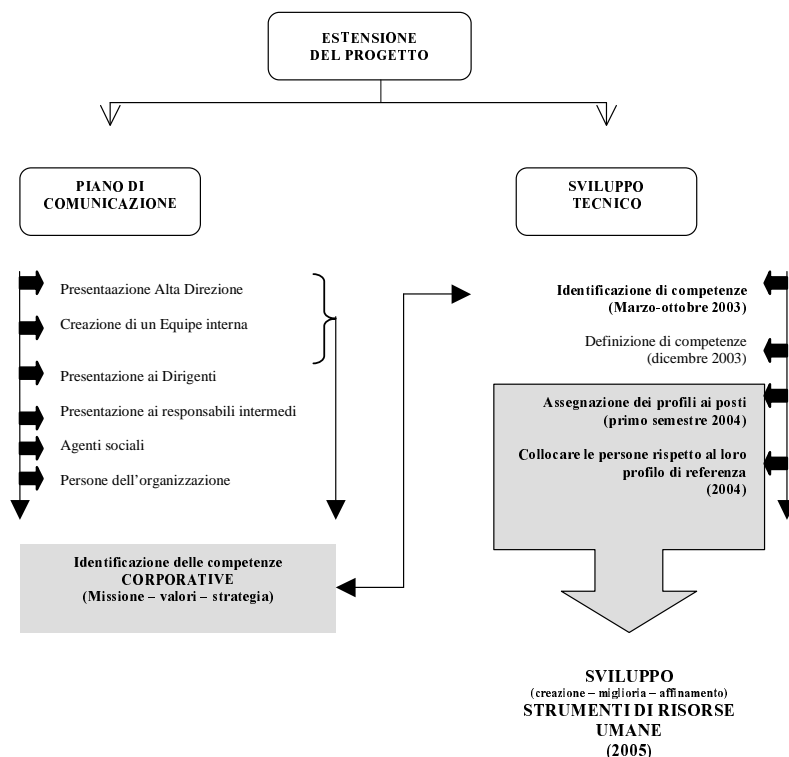 ESTENSIONE
DEL PROGETTO
PIANO DI
COMUNICAZIONE
SVILUPPO
TECNICO
Presentaazione Alta Direzione
Creazione di un Equipe interna
Presentazione ai Dirigenti
Presentazione ai responsabili intermedi
Agenti sociali
Persone dell’organizzazione
Identificazione delle competenze
CORPORATIVE
(Missione – valori – strategia)
Identificazione di competenze
(Marzo-ottobre 2003)
Definizione di competenze
(dicembre 2003)
Assegnazione dei profili ai posti
(primo semestre 2004)
Collocare le persone rispetto al loro
profilo di referenza
(2004)
SVILUPPO
(creazione – miglioria – affinamento)
STRUMENTI DI RISORSE
UMANE
(2005)